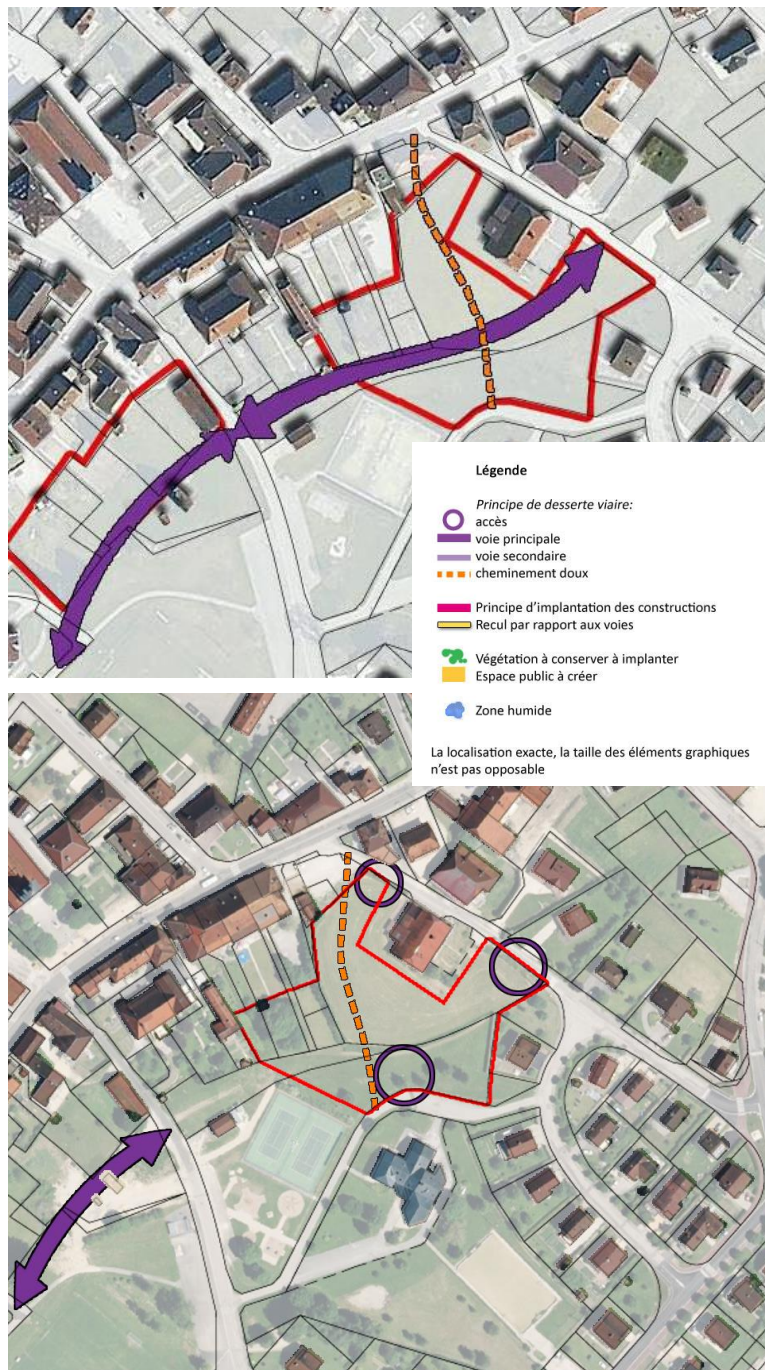 Légende
Principe de desserte viaire:
accès
voie principale
voie secondaire
cheminement doux
Principe d'implantation des constructions
Recul par rapport aux voies
Végétation à conserver à implanter
Espace public à créer
Zone humide
La localisation exacte, la taille des éléments graphiques
n'est pas opposable